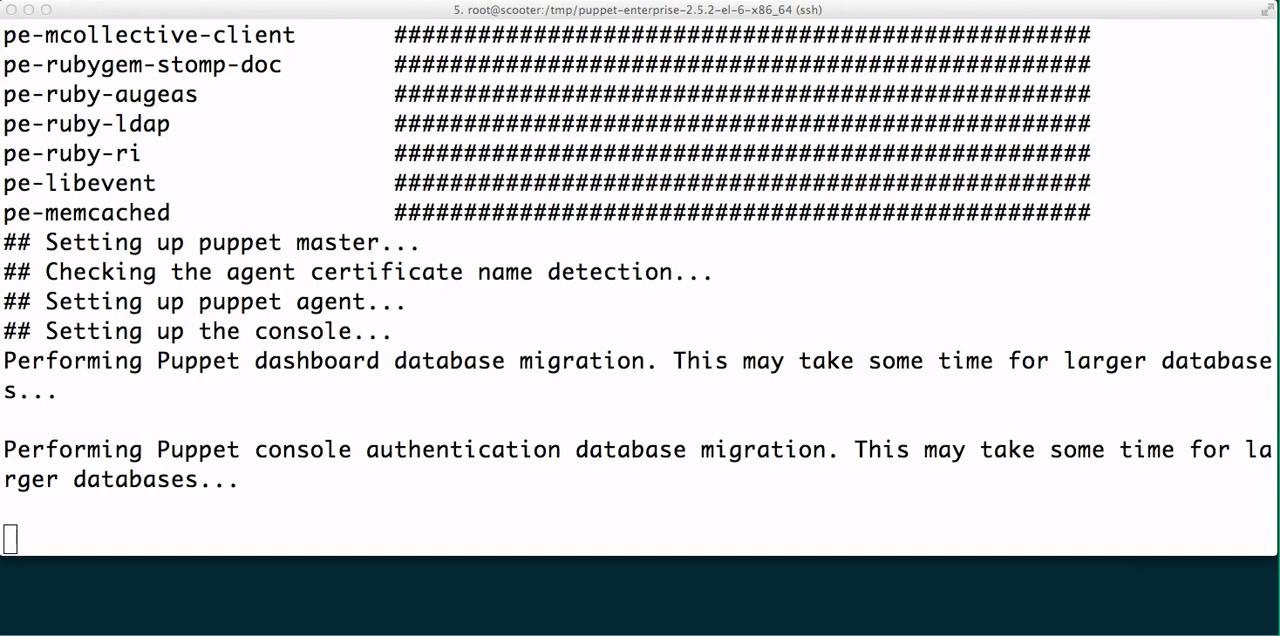 5. root@scooter:/tmp/puppet-enterprise-2.5.2-el-6-x86_64 (ssh)
pe-mcollective-client       ##################################################
pe-rubygem-stomp-doc        ##################################################
pe-ruby-augeas              ##################################################
pe-ruby-ldap                ##################################################
pe-ruby-ri                  ##################################################
pe-libevent                 ##################################################
pe-memcached                ##################################################
## Setting up puppet master...
## Checking the agent certificate name detection...
## Setting up puppet agent...
## Setting up the console...
Performing Puppet dashboard database migration. This may take some time for larger database
s...
Performing Puppet console authentication database migration. This may take some time for la
rger databases...